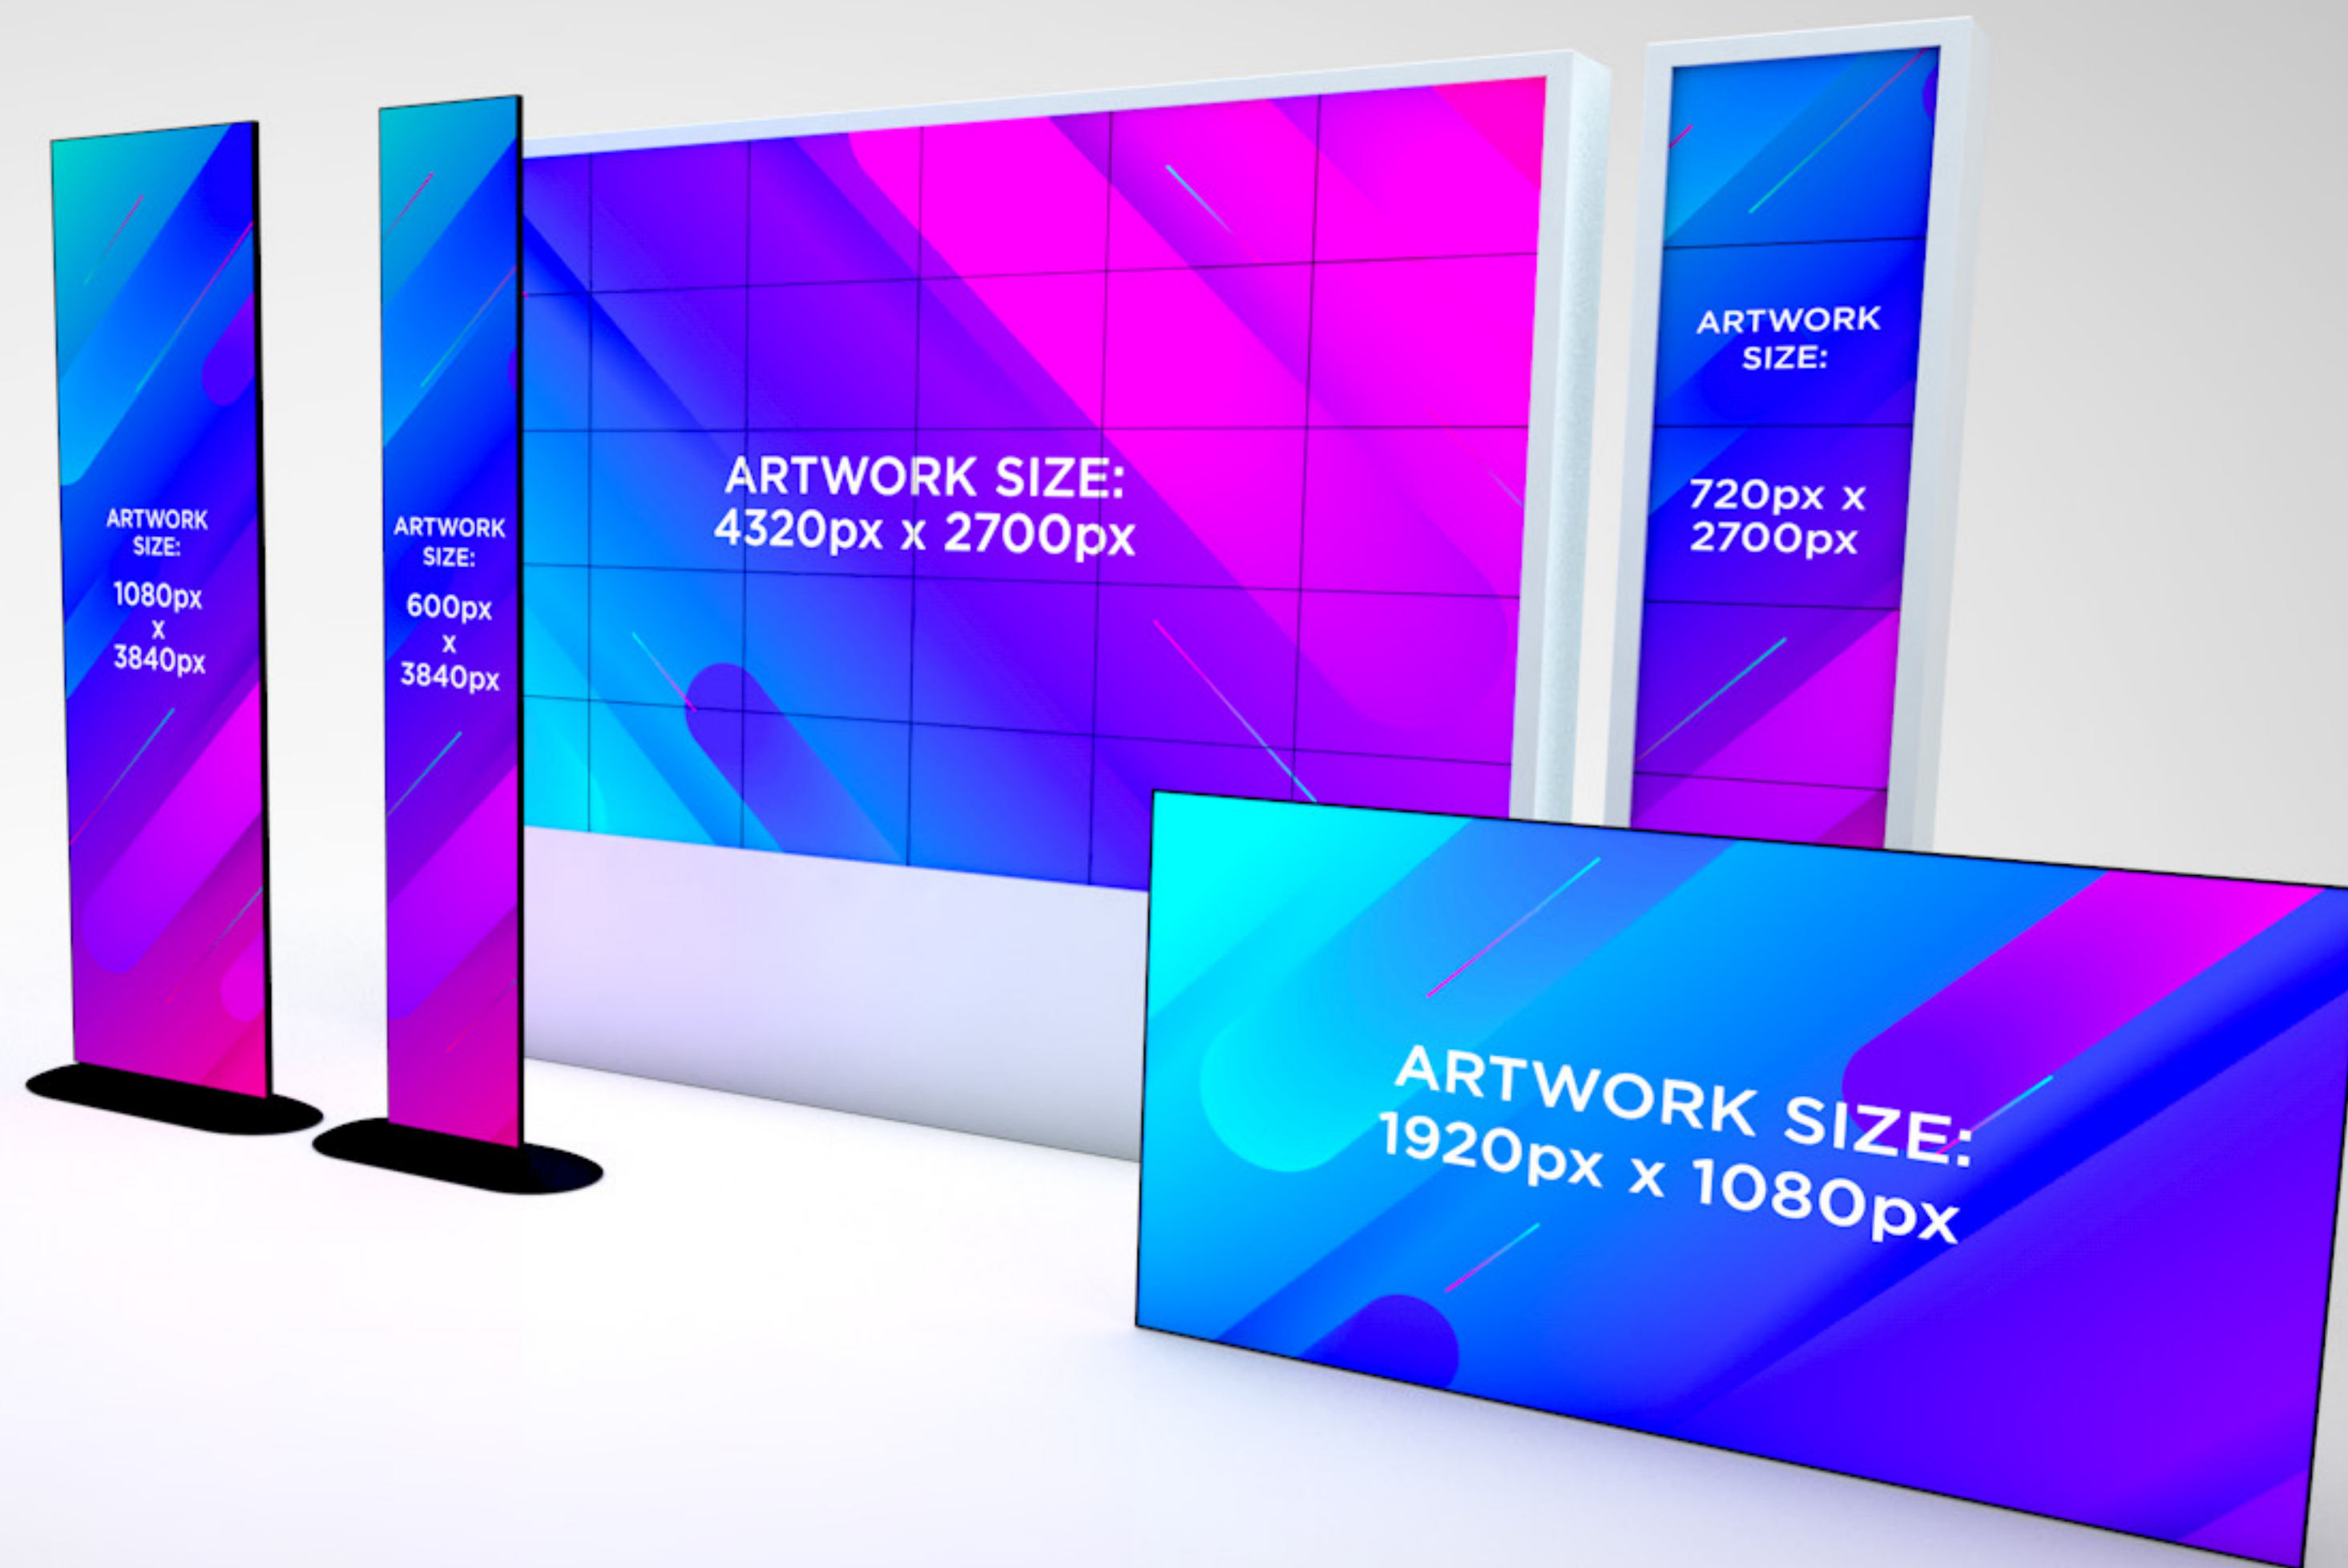 ARTWORK
SIZE:
1080px
x
3840px
ARTWORK
SIZE:
600px
x
3840px
ARTWORK SIZE:
4320px x 2700px
ARTWORK
SIZE:
720px x
2700px
ARTWORK SIZE:
1920px x 1080px